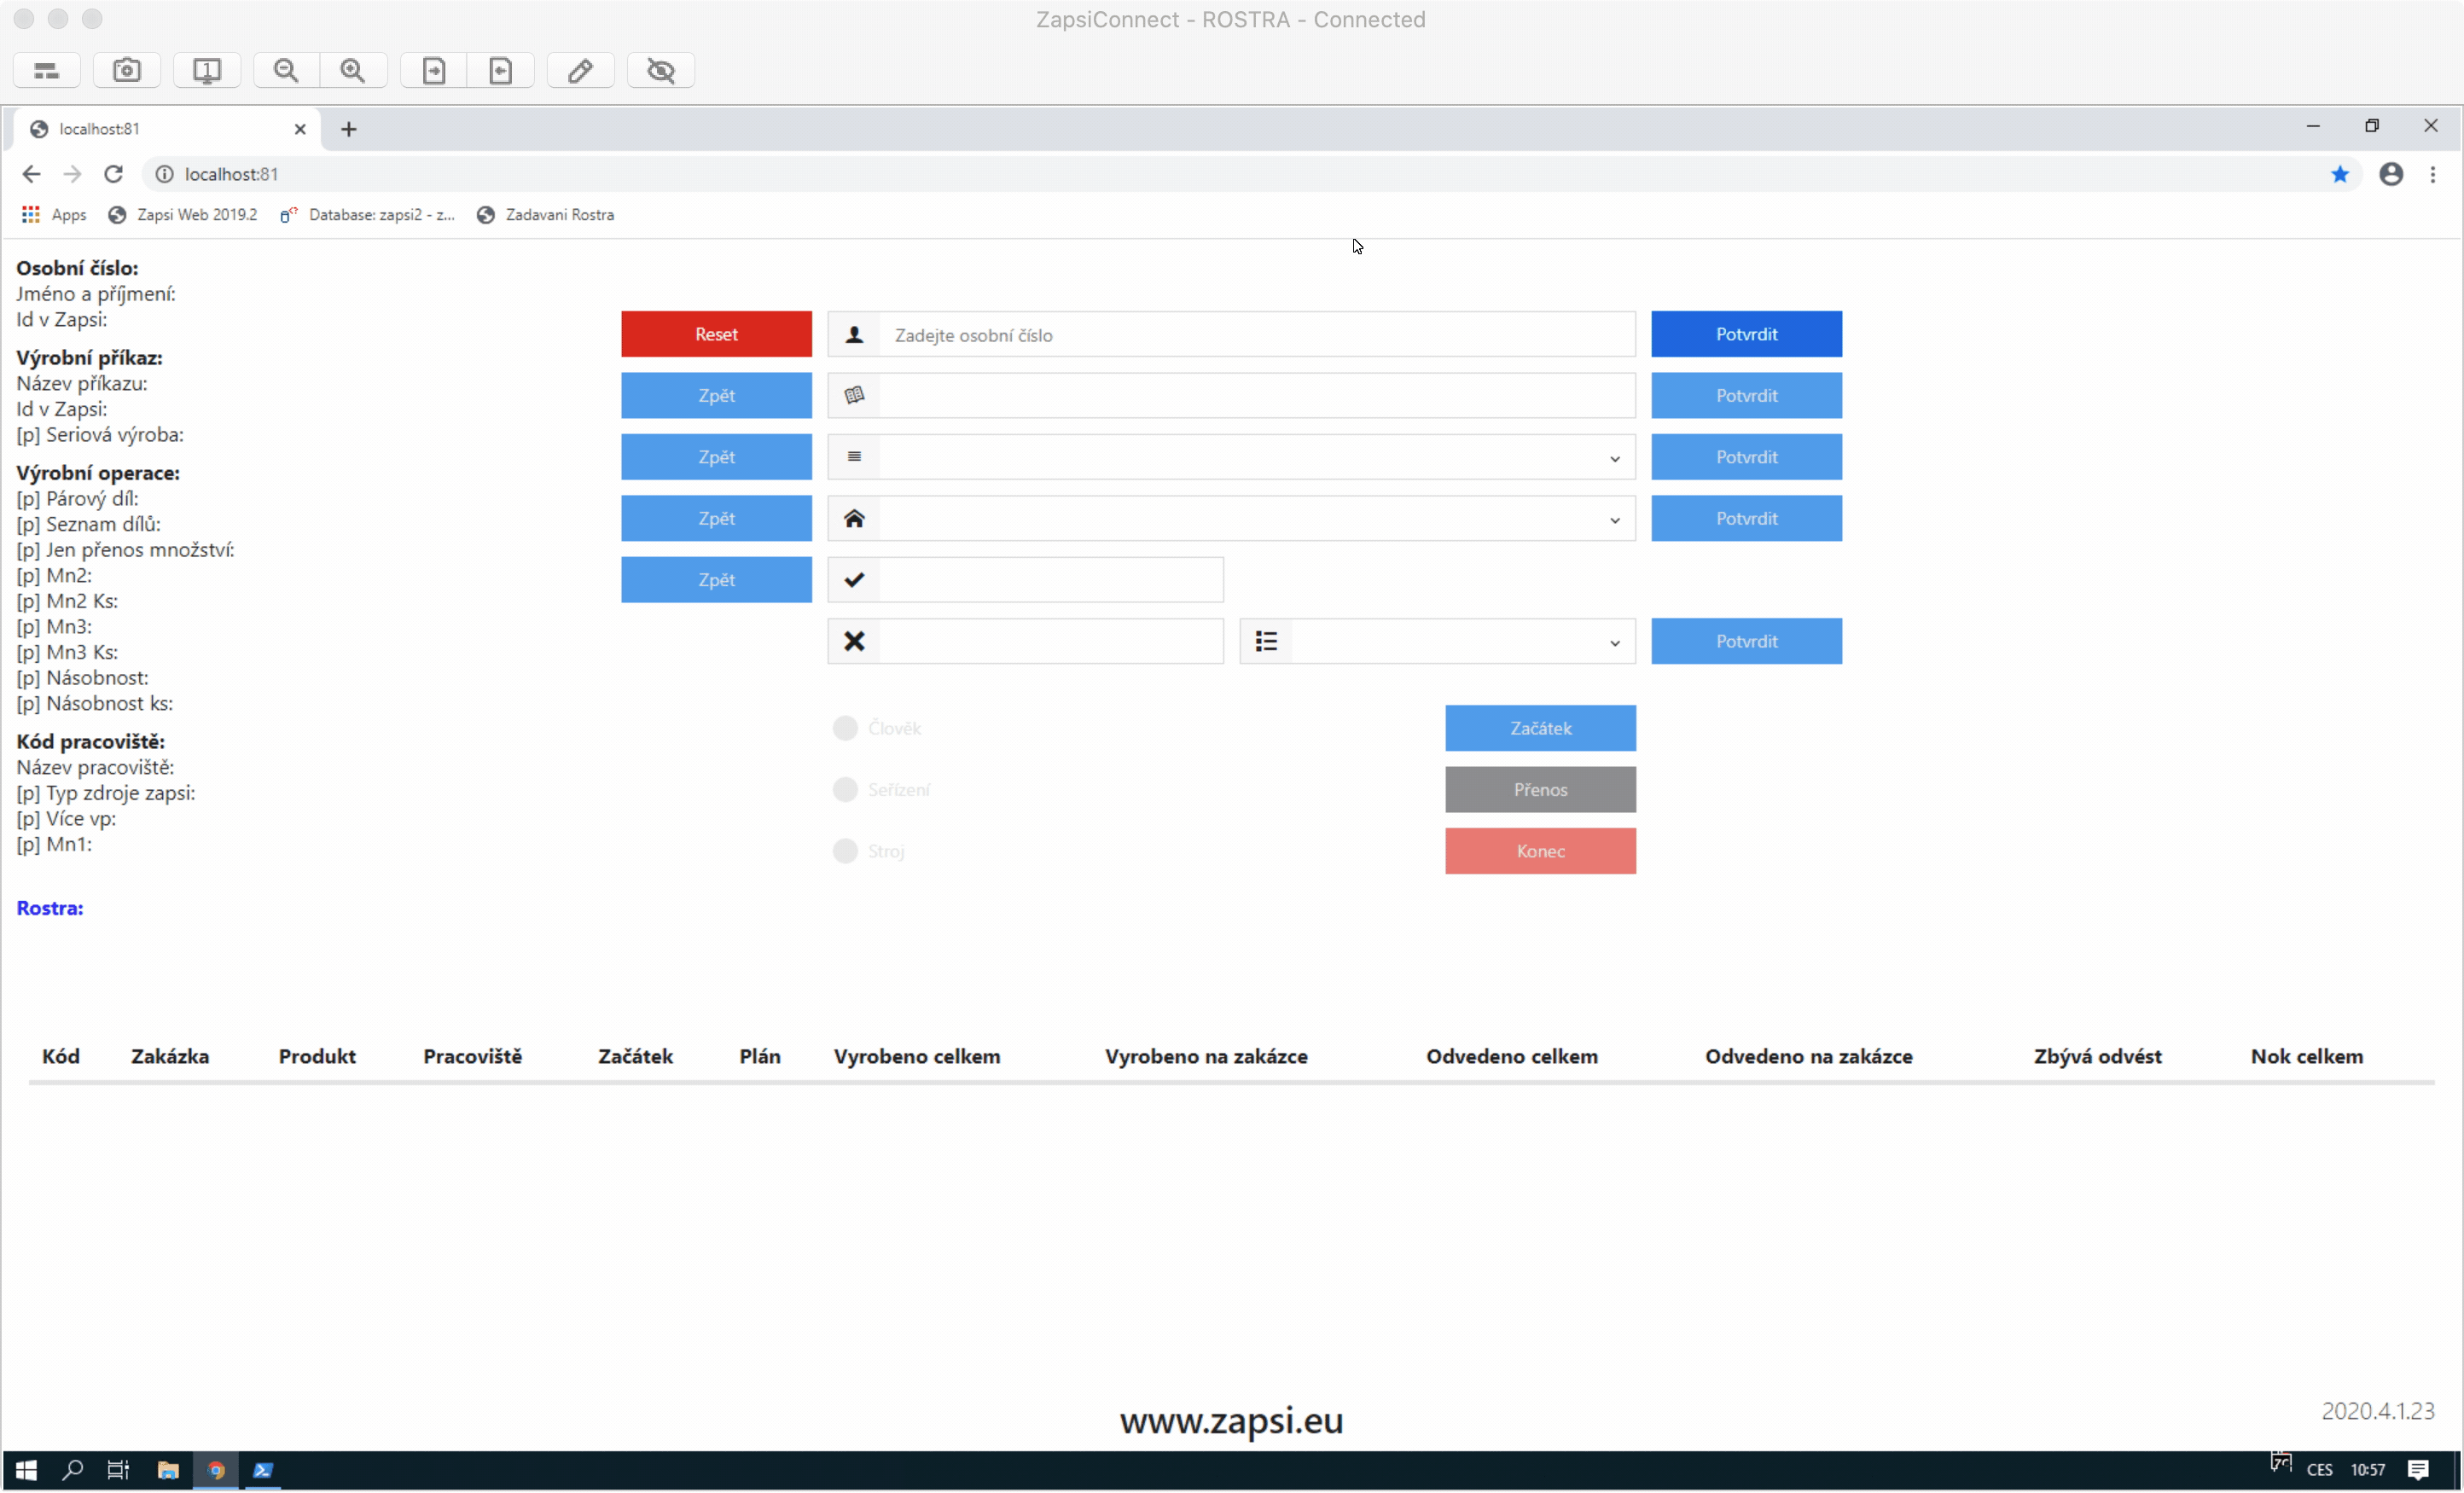 ZapsiConnect - ROSTRA - Connected
1
localhost:81
localhost:81
Apps Zapsi Web 2019.2 Database: zapsi2 - z... Zadavani Rostra
Osobní číslo:
Jméno a příjmení:
Id v Zapsi:
Výrobní příkaz:
Název příkazu:
Id v Zapsi:
[p] Seriová výroba:
Výrobní operace:
[p] Párový díl:
[p] Seznam dílů:
[p] Jen přenos množství:
[p] Mn2:
[p] Mn2 Ks:
[p] Mn3:
[p] Mn3 Ks:
[p] Násobnost:
[p] Násobnost ks:
Kód pracoviště:
Název pracoviště:
[p] Typ zdroje zapsi:
[p] Více vp:
[p] Mn1:
Rostra:
Reset Zadejte osobní číslo Potvrdit
Zpět Potvrdit
Zpět Potvrdit
Zpět Potvrdit
Zpět
Potvrdit
Člověk Začátek
Seřízení Přenos
Stroj Konec
Kód Zakázka Produkt Pracoviště Začátek Plán Vyrobeno celkem Vyrobeno na zakázce Odvedeno celkem Odvedeno na zakázce Zbývá odvést Nok celkem
www.zapsi.eu
2020.4.1.23
CES 10:57